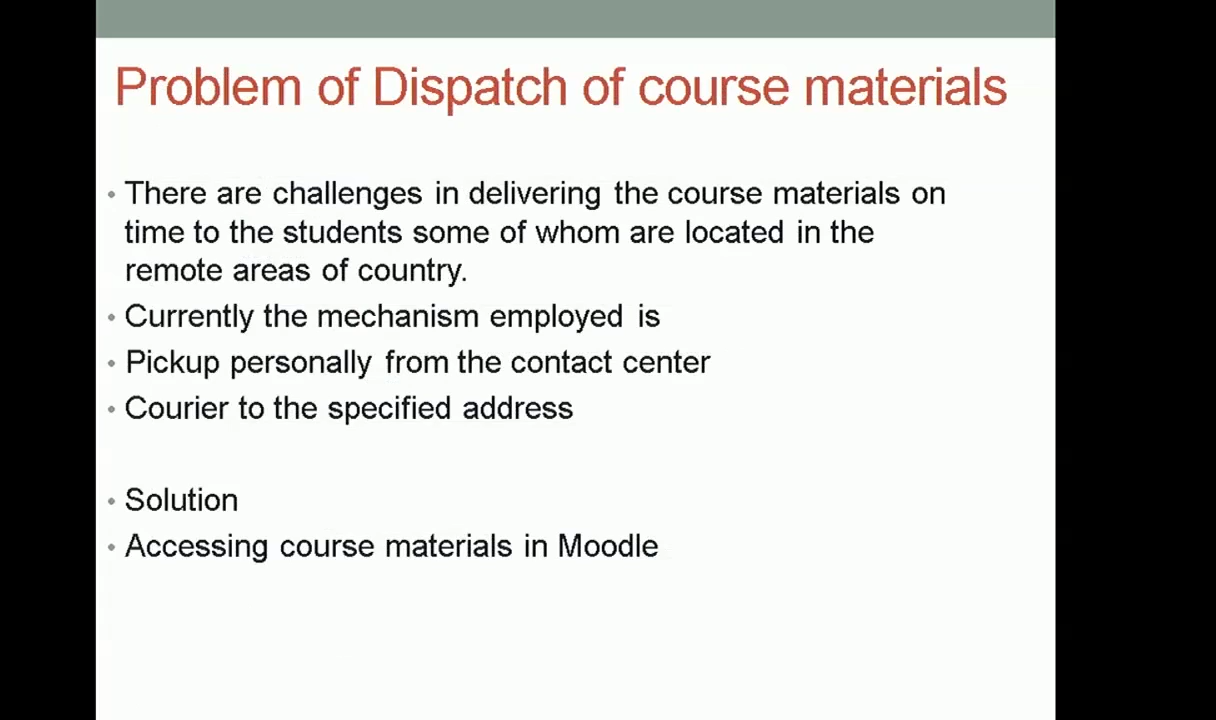 Problem of Dispatch of course materials
• There are challenges in delivering the course materials on
time to the students some of whom are located in the
remote areas of country.
• Currently the mechanism employed is
• Pickup personally from the contact center
• Courier to the specified address
• Solution
• Accessing course materials in Moodle